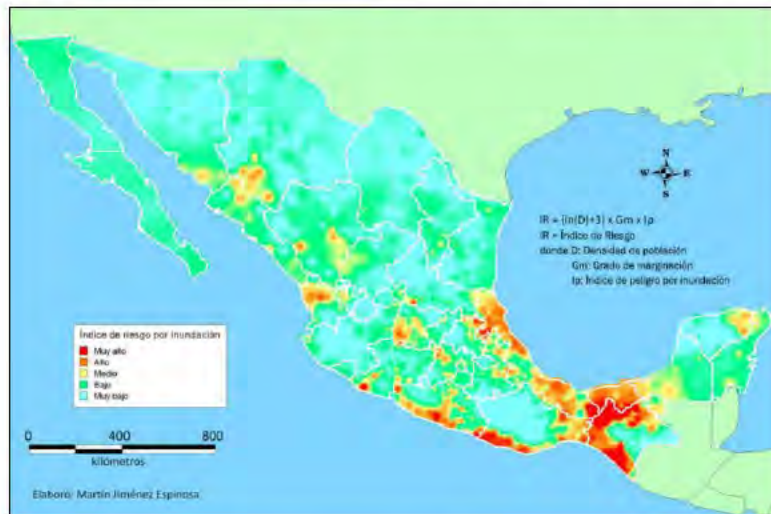 N
W E
S
IR = (ln(D)+3) x Gm x Ip
IR = Índice de Riesgo
donde D: Densidad de población
Gm: Grado de marginación
Ip: Índice de peligro por inundación
Índice de riesgo por inundación
Muy alto
Alto
Medio
Bajo
Muy bajo
0 400 800
kilómetros
Elaboró: Martín Jiménez Espinosa